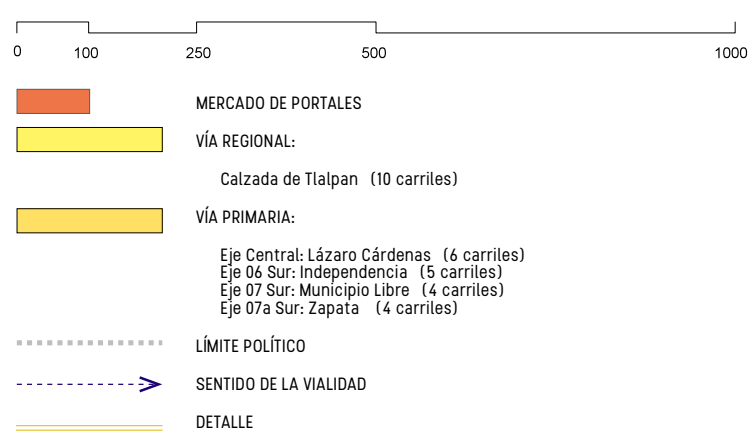 0 100 250 500 1000
MERCADO DE PORTALES
VÍA REGIONAL:
Calzada de Tlalpan (10 carriles)
VÍA PRIMARIA:
Eje Central: Lázaro Cárdenas (6 carriles)
Eje 06 Sur: Independencia (5 carriles)
Eje 07 Sur: Municipio Libre (4 carriles)
Eje 07a Sur: Zapata (4 carriles)
LÍMITE POLÍTICO
SENTIDO DE LA VIALIDAD
DETALLE